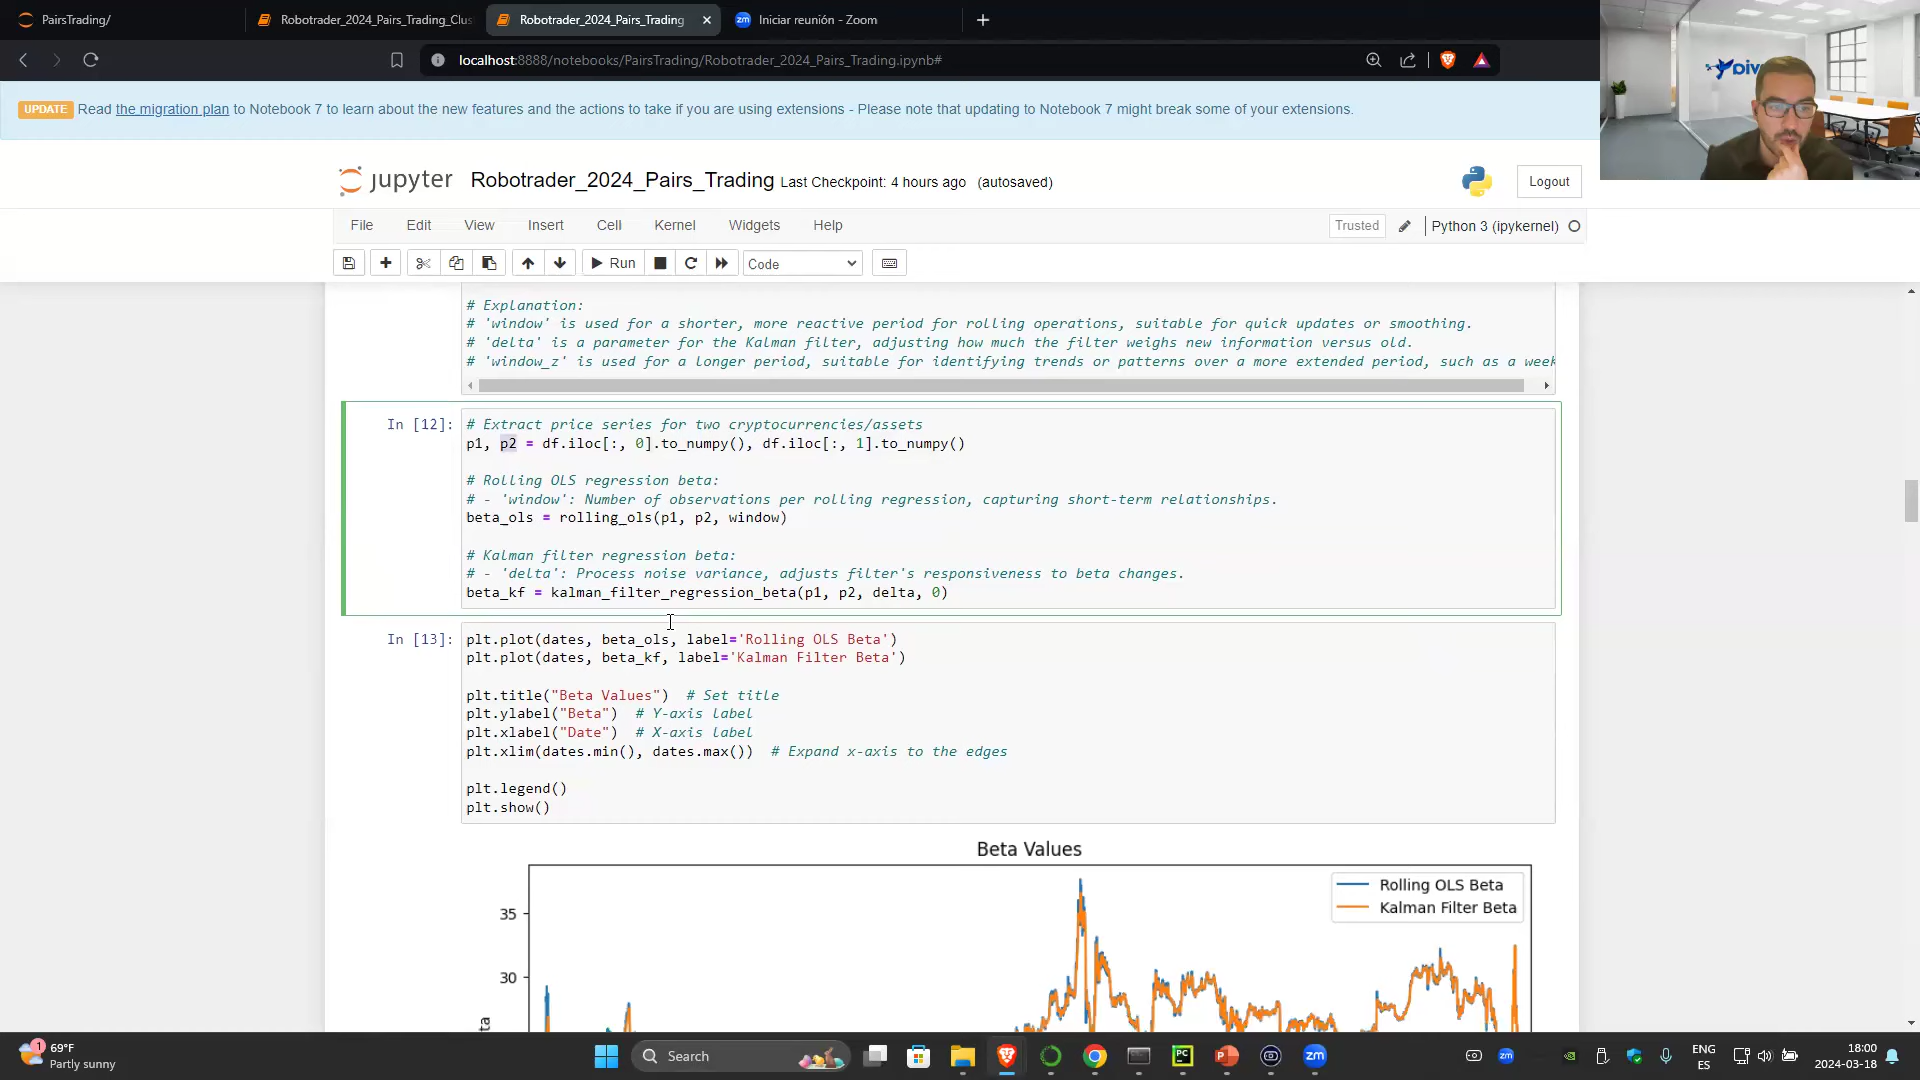 PairsTrading/
Robotrader_2024_Pairs_Trading_Clus
Robotrader_2024_Pairs_Trading
Iniciar reunión - Zoom
localhost:8888/notebooks/PairsTrading/Robotrader_2024_Pairs_Trading.ipynb#
UPDATE Read the migration plan to Notebook 7 to learn about the new features and the actions to take if you are using extensions - Please note that updating to Notebook 7 might break some of your extensions.
jupyter Robotrader_2024_Pairs_Trading Last Checkpoint: 4 hours ago (autosaved)
Logout
File Edit View Insert Cell Kernel Widgets Help
Trusted
Python 3 (ipykernel)
Run
Code
# Explanation:
# 'window' is used for a shorter, more reactive period for rolling operations, suitable for quick updates or smoothing.
# 'delta' is a parameter for the Kalman filter, adjusting how much the filter weighs new information versus old.
# 'window_z' is used for a longer period, suitable for identifying trends or patterns over a more extended period, such as a week
In [12]:
# Extract price series for two cryptocurrencies/assets
p1, p2 = df.iloc[:, 0].to_numpy(), df.iloc[:, 1].to_numpy()
# Rolling OLS regression beta:
# - 'window': Number of observations per rolling regression, capturing short-term relationships.
beta_ols = rolling_ols(p1, p2, window)
# Kalman filter regression beta:
# - 'delta': Process noise variance, adjusts filter's responsiveness to beta changes.
beta_kf = kalman_filter_regression_beta(p1, p2, delta, 0)
In [13]:
plt.plot(dates, beta_ols, label='Rolling OLS Beta')
plt.plot(dates, beta_kf, label='Kalman Filter Beta')
plt.title("Beta Values")  # Set title
plt.ylabel("Beta")  # Y-axis label
plt.xlabel("Date")  # X-axis label
plt.xlim(dates.min(), dates.max())  # Expand x-axis to the edges
plt.legend()
plt.show()
Beta Values
Rolling OLS Beta
Kalman Filter Beta
35
30
ta
1
69°F
Partly sunny
Search
PC
zm
ENG
ES
18:00
2024-03-18